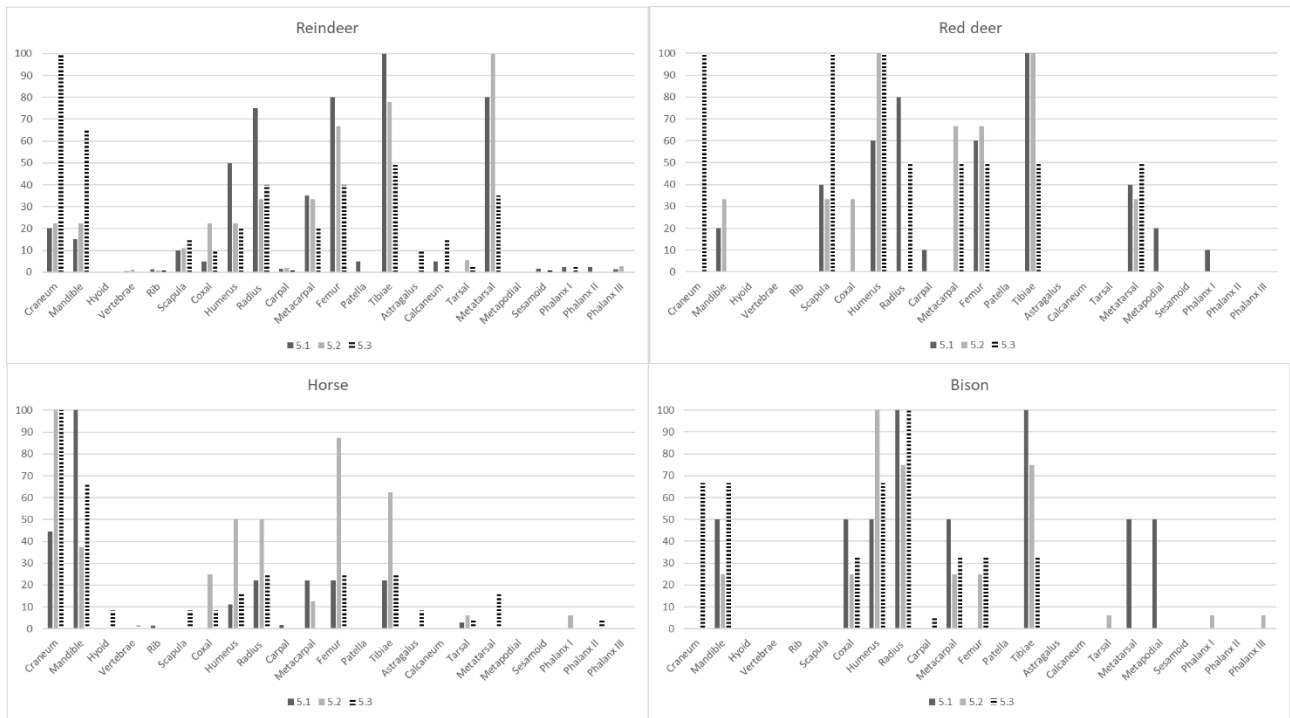 Reindeer
100
90
80
70
60
50
40
30
20
10
0
Craneum
Mandible
Hyoid
Vertebrae
Rib
Scapula
Coxal
Humerus
Radius
Carpal
Metacarpal
Femur
Patella
Tibiae
Astragalus
Calcaneum
Tarsal
Metatarsal
Metapodial
Sesamoid
Phalanx I
Phalanx II
Phalanx III
5.1 5.2 5.3
Red deer
100
90
80
70
60
50
40
30
20
10
0
Craneum
Mandible
Hyoid
Vertebrae
Rib
Scapula
Coxal
Humerus
Radius
Carpal
Metacarpal
Femur
Patella
Tibiae
Astragalus
Calcaneum
Tarsal
Metatarsal
Metapodial
Sesamoid
Phalanx I
Phalanx II
Phalanx III
5.1 5.2 5.3
Horse
100
90
80
70
60
50
40
30
20
10
0
Craneum
Mandible
Hyoid
Vertebrae
Rib
Scapula
Coxal
Humerus
Radius
Carpal
Metacarpal
Femur
Patella
Tibiae
Astragalus
Calcaneum
Tarsal
Metatarsal
Metapodial
Sesamoid
Phalanx I
Phalanx II
Phalanx III
5.1 5.2 5.3
Bison
100
90
80
70
60
50
40
30
20
10
0
Craneum
Mandible
Hyoid
Vertebrae
Rib
Scapula
Coxal
Humerus
Radius
Carpal
Metacarpal
Femur
Patella
Tibiae
Astragalus
Calcaneum
Tarsal
Metatarsal
Metapodial
Sesamoid
Phalanx I
Phalanx II
Phalanx III
5.1 5.2 5.3